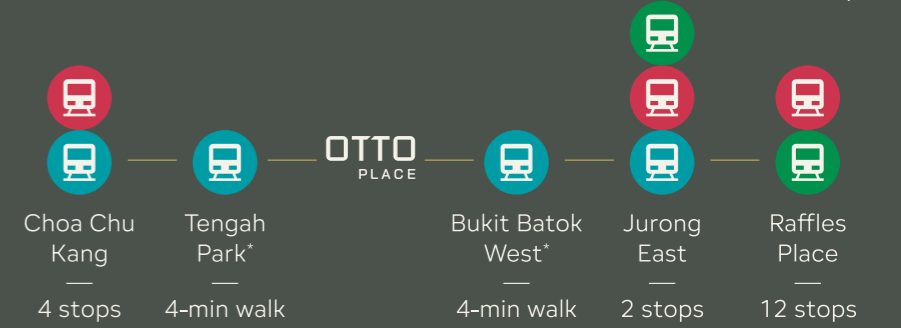 OTTO
PLACE
Choa Chu
Kang
4 stops
Tengah
Park*
4-min walk
Bukit Batok
West*
4-min walk
Jurong
East
2 stops
Raffles
Place
12 stops